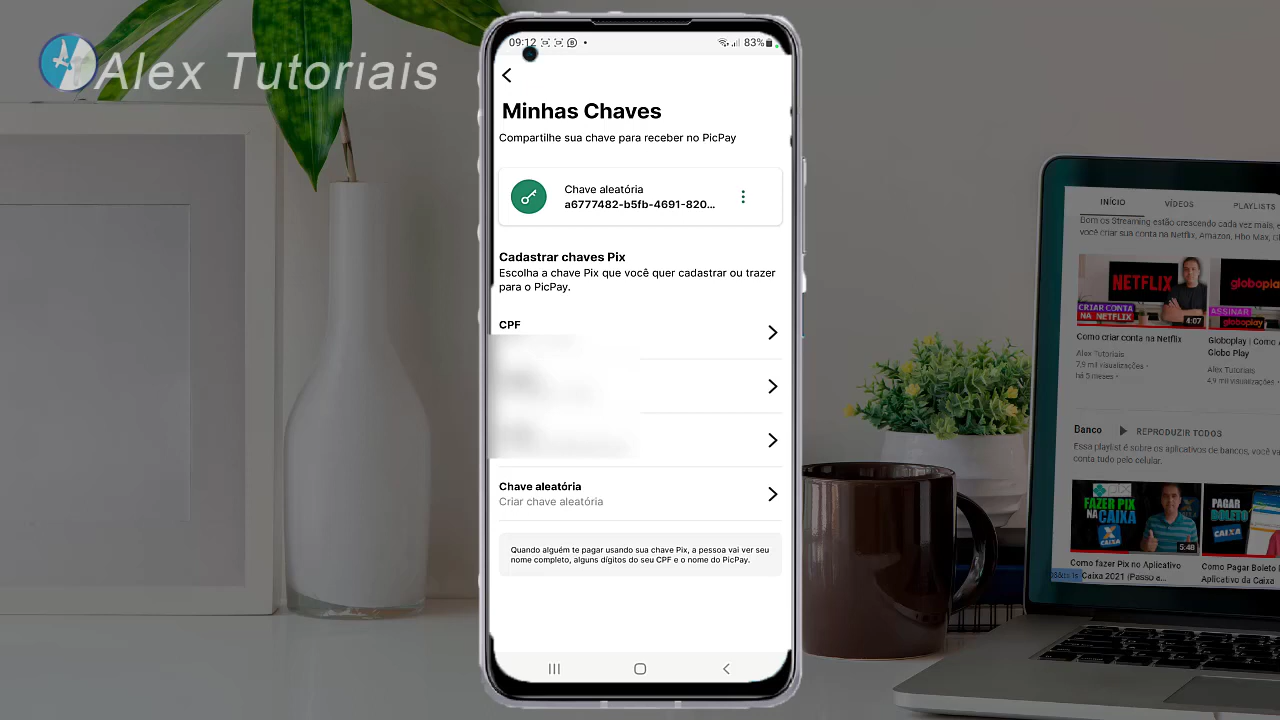 Alex Tutoriais
09:12
83%
Minhas Chaves
Compartilhe sua chave para receber no PicPay
Chave aleatória
a6777482-b5fb-4691-820...
Cadastrar chaves Pix
Escolha a chave Pix que você quer cadastrar ou trazer
para o PicPay.
CPF
Chave aleatória
Criar chave aleatória
Quando alguém te pagar usando sua chave Pix, a pessoa vai ver seu
nome completo, alguns dígitos do seu CPF e o nome do PicPay.
INÍCIO VÍDEOS PLAYLISTS
Bom os Streaming estão crescendo cada vez mais, e
você criar sua conta na Netflix, Amazon, Hbo Max,
NETFLIX
CRIAR CONTA
NA NETFLIX
4:07
globopla
ASSINAR
globoplay
Como criar conta na Netflix
Alex Tutoriais
7,9 mil visualizações •
há 5 meses •
Globoplay | Como
Globo Play
Alex Tutoriais
4,9 mil visualizações
Banco
REPRODUZIR TODOS
Essa playlist é sobre os aplicativos de bancos, você va
conta tudo pelo celular.
FAZER PIX
NA
CAIXA
5:48
PAGAR
BOLETO
CAIXA
Como fazer Pix no Aplicativo
Caixa 2021 (Passo a...
Como Pagar Boleto
Aplicativo da Caixa